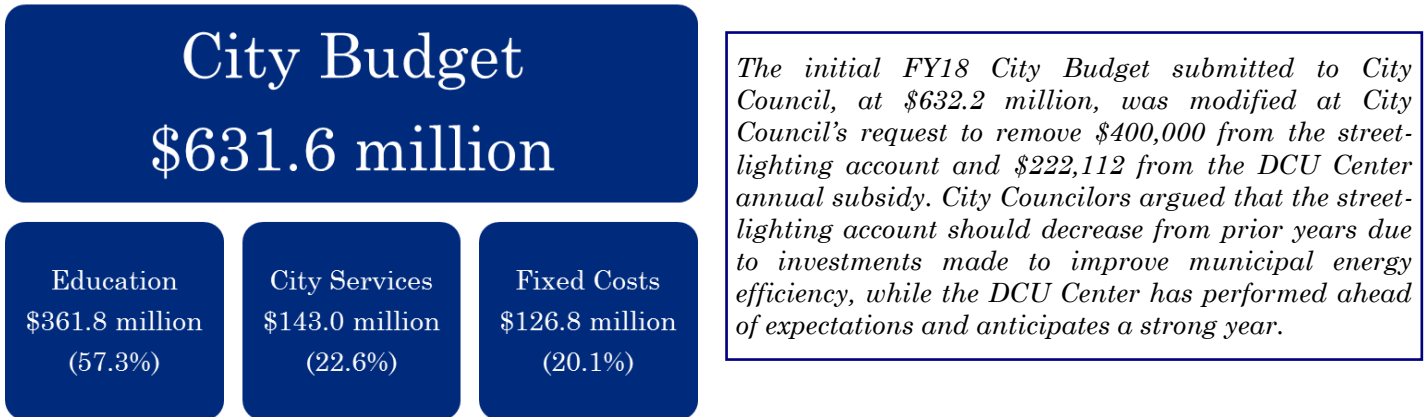 City Budget
$631.6 million
Education
$361.8 million
(57.3%)
City Services
$143.0 million
(22.6%)
Fixed Costs
$126.8 million
(20.1%)
The initial FY18 City Budget submitted to City
Council, at $632.2 million, was modified at City
Council’s request to remove $400,000 from the street-
lighting account and $222,112 from the DCU Center
annual subsidy. City Councilors argued that the street-
lighting account should decrease from prior years due
to investments made to improve municipal energy
efficiency, while the DCU Center has performed ahead
of expectations and anticipates a strong year.